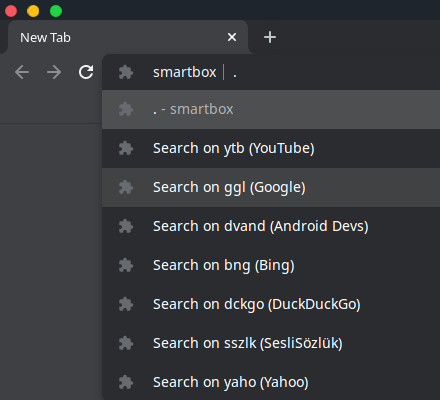 New Tab
smartbox | .
. - smartbox
Search on ytb (YouTube)
Search on ggl (Google)
Search on dvand (Android Devs)
Search on bng (Bing)
Search on dckgo (DuckDuckGo)
Search on sszlk (SesliSözlük)
Search on yaho (Yahoo)